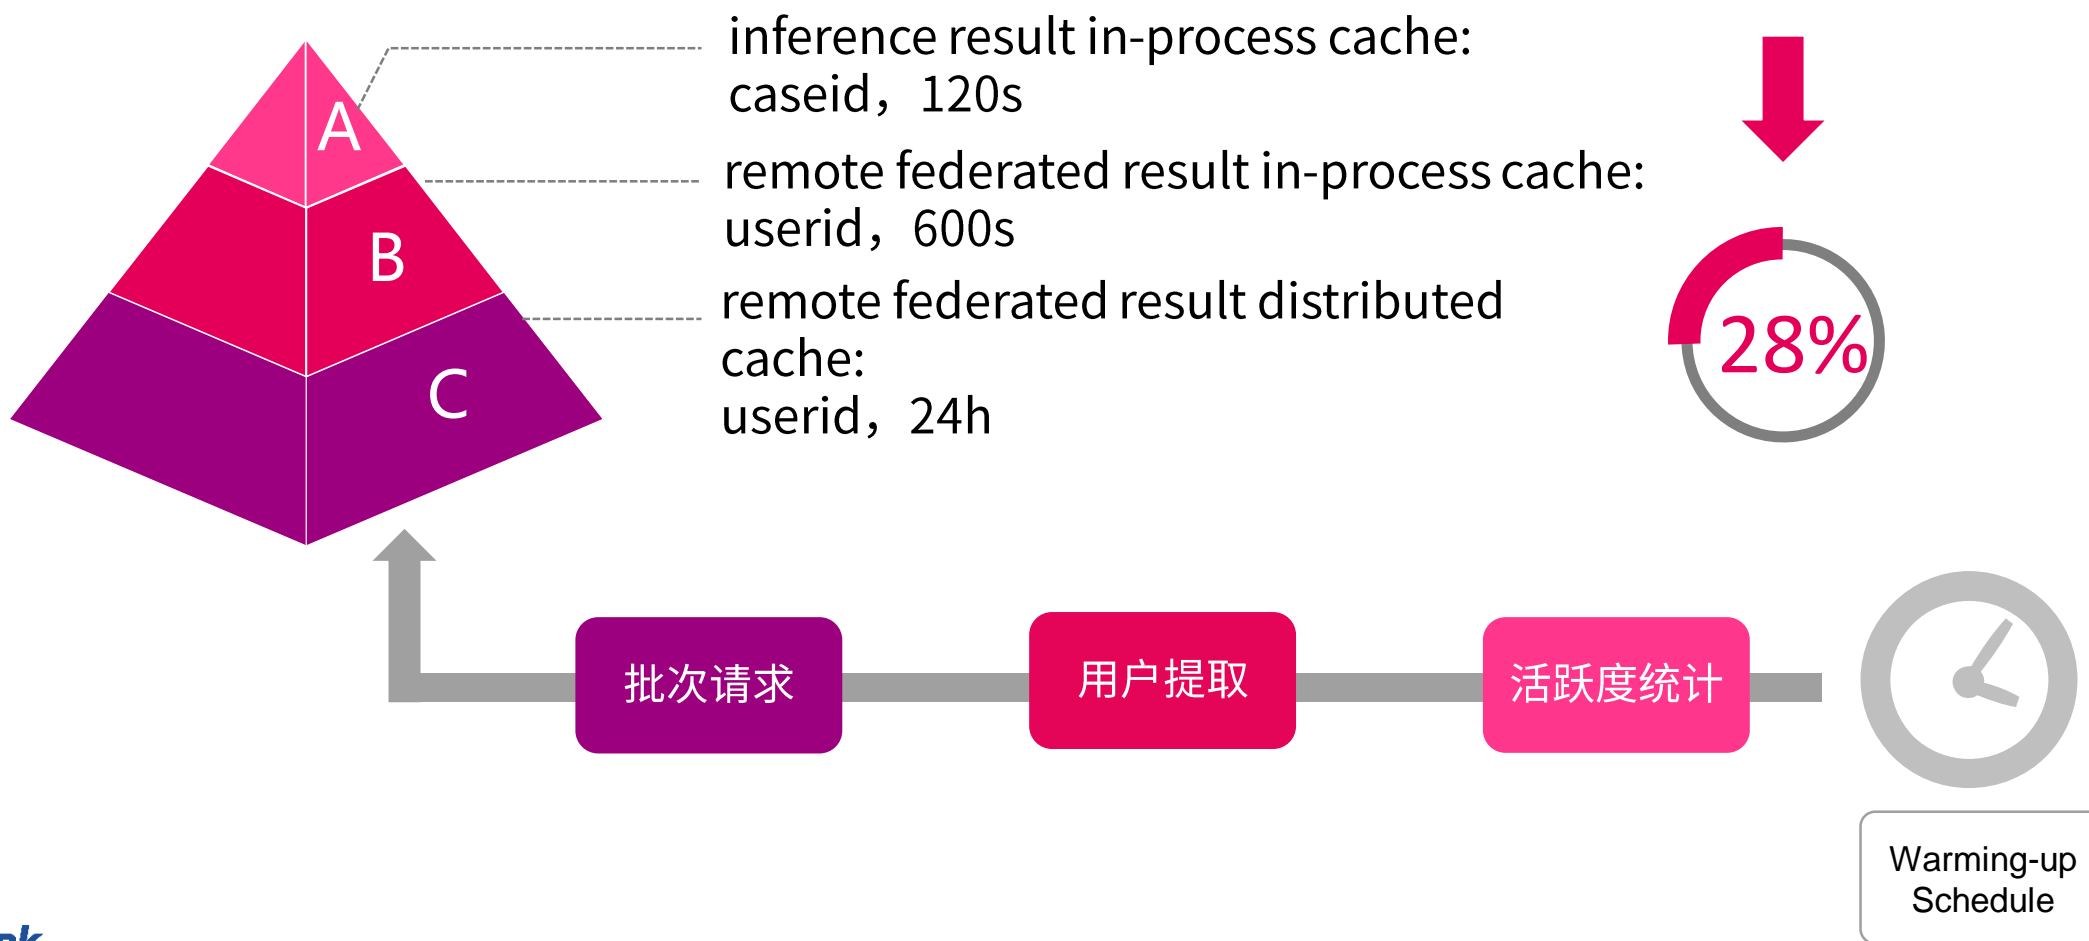 A
inference result in-process cache:
caseid，120s
B
remote federated result in-process cache:
userid，600s
C
remote federated result distributed
cache:
userid，24h
28%
批次请求
用户提取
活跃度统计
Warming-up
Schedule